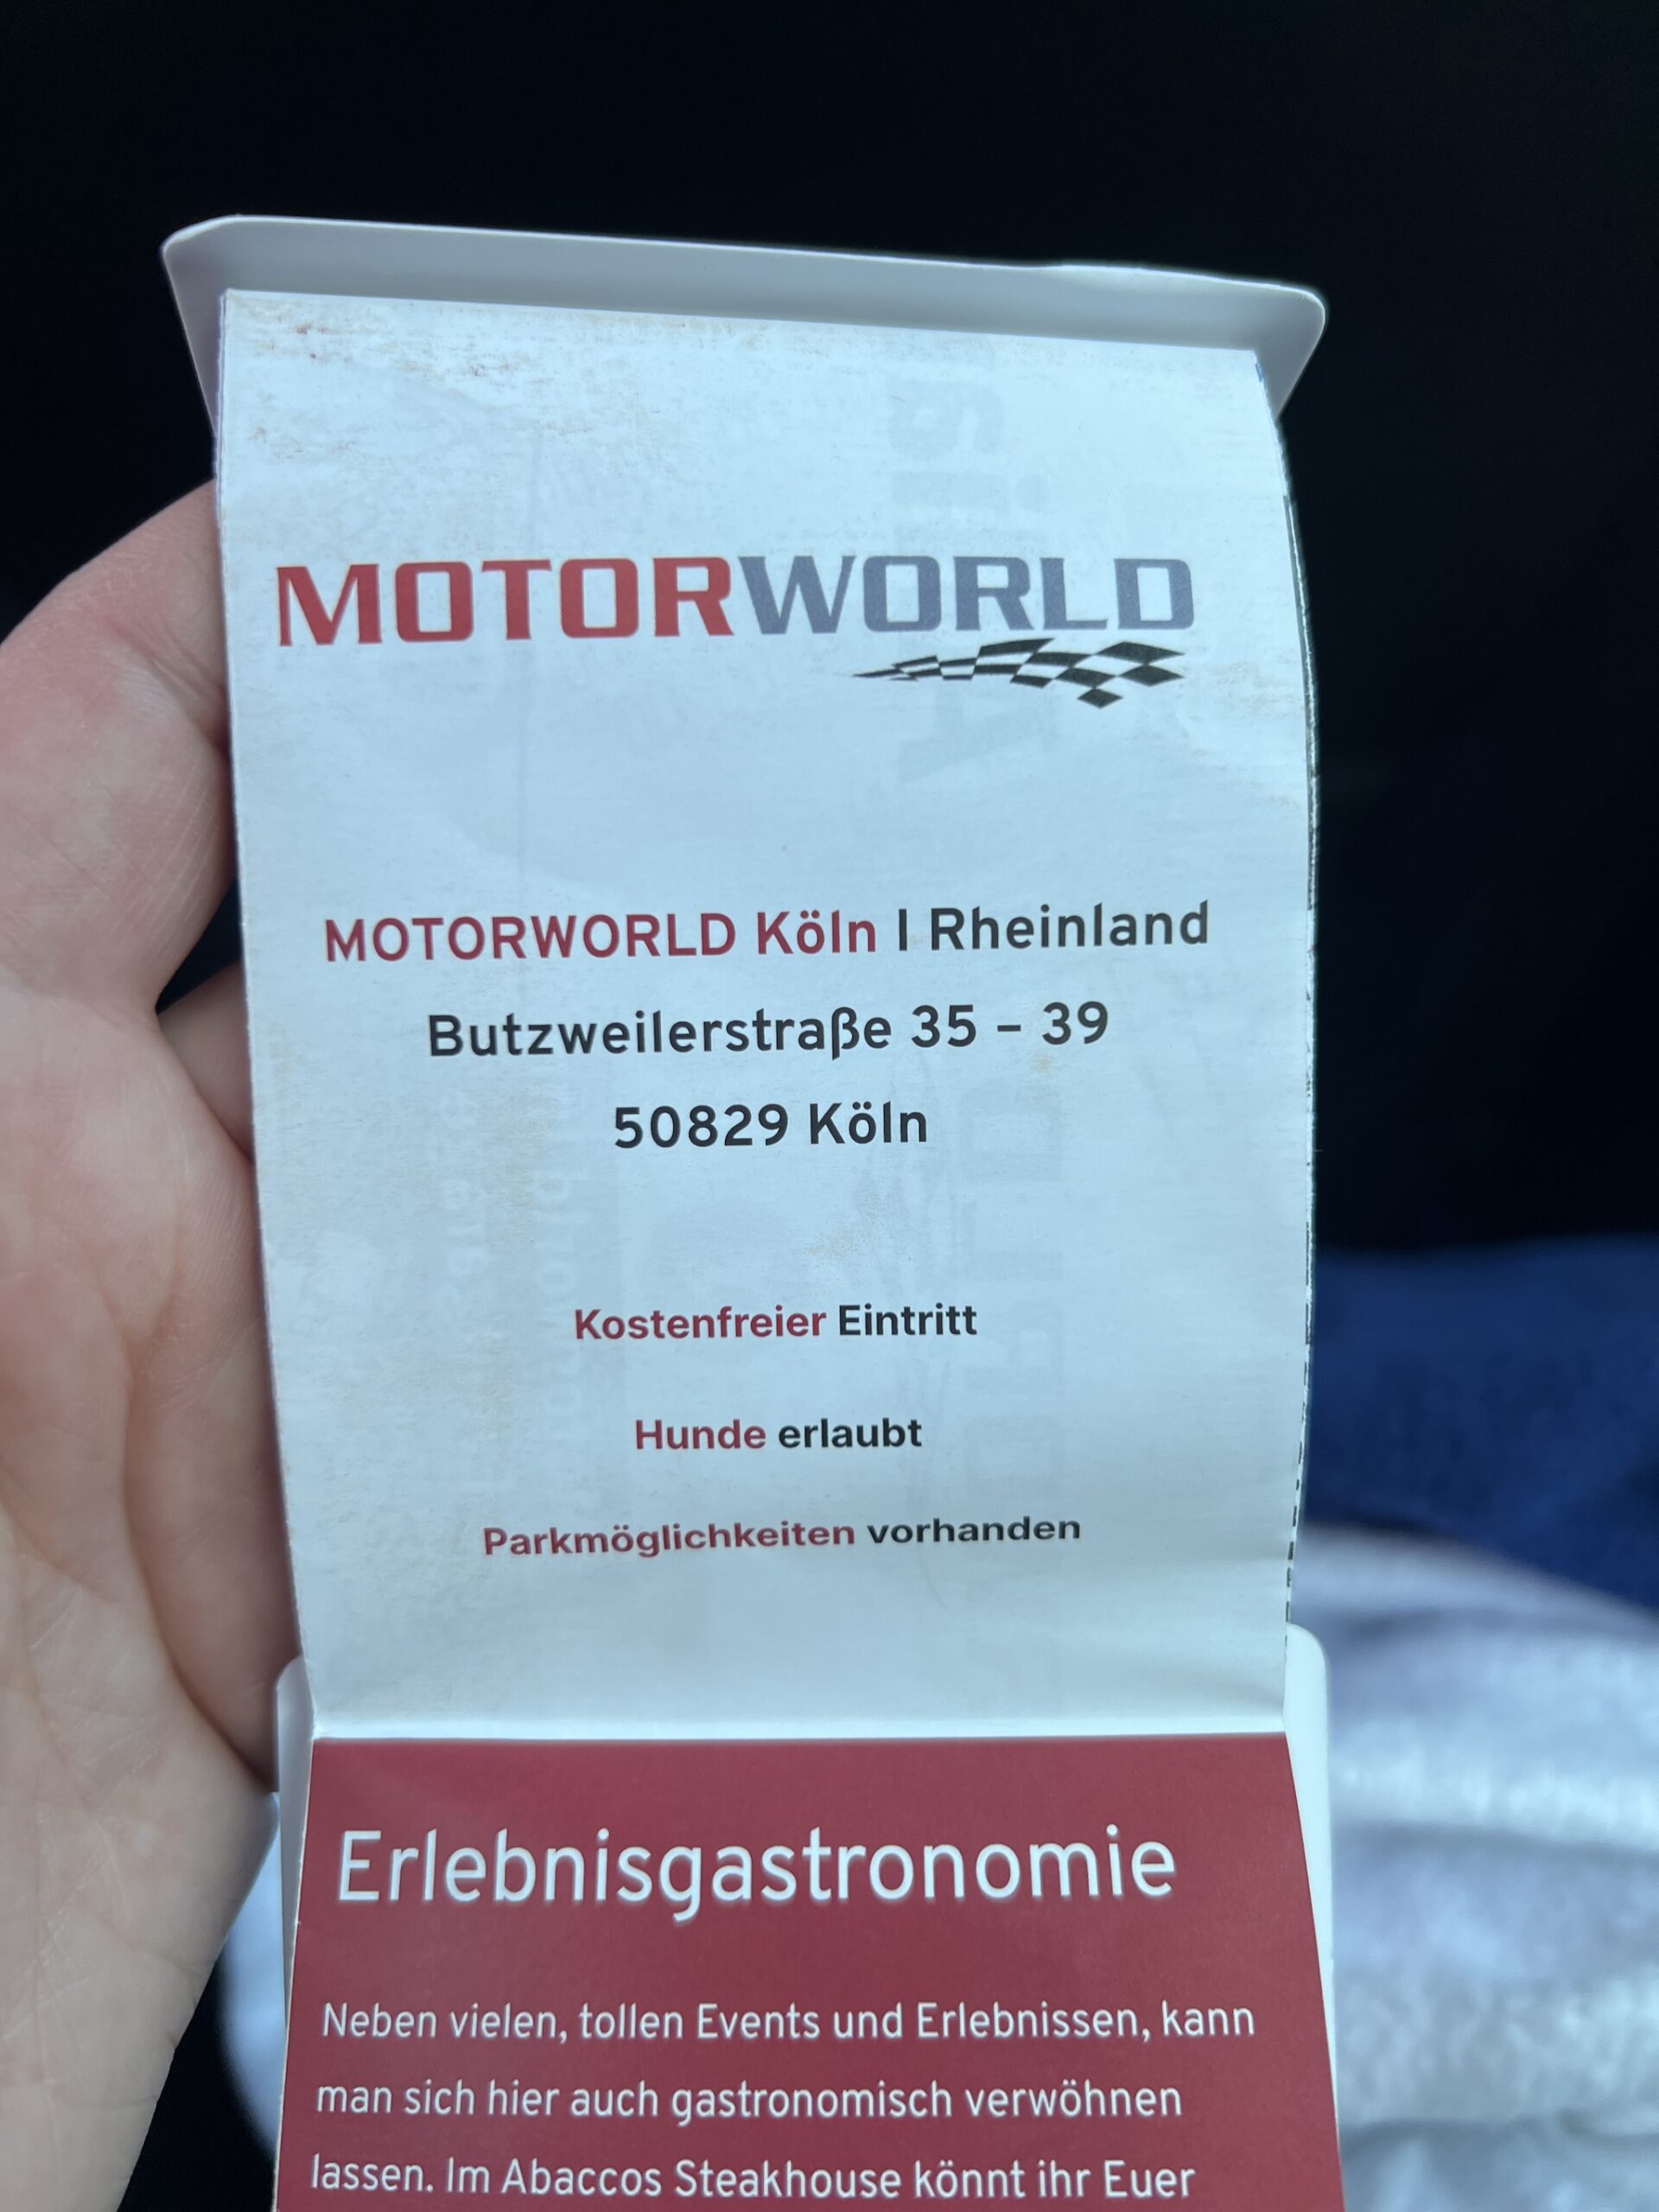 MOTORWORLD
MOTORWORLD Köln I Rheinland
Butzweilerstraße 35 – 39
50829 Köln
Kostenfreier Eintritt
Hunde erlaubt
Parkmöglichkeiten vorhanden
Erlebnisgastronomie
Neben vielen, tollen Events und Erlebnissen, kann
man sich hier auch gastronomisch verwöhnen
lassen. Im Abaccos Steakhouse könnt ihr Euer